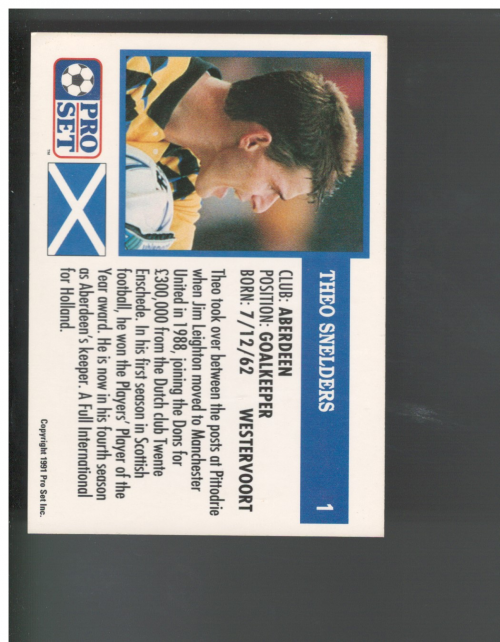 THEO SNELDERS 1
CLUB: ABERDEEN
POSITION: GOALKEEPER
BORN: 7/12/62 WESTERVOORT
Theo took over between the posts at Pittodrie
when Jim Leighton moved to Manchester
United in 1988, joining the Dons for
£300,000 from the Dutch club Twente
Enschede. In his first season in Scottish
football, he won the Players' Player of the
Year award. He is now in his fourth season
as Aberdeen's keeper. A Full International
for Holland.
PRO
SET
TM
Copyright 1991 Pro Set Inc.